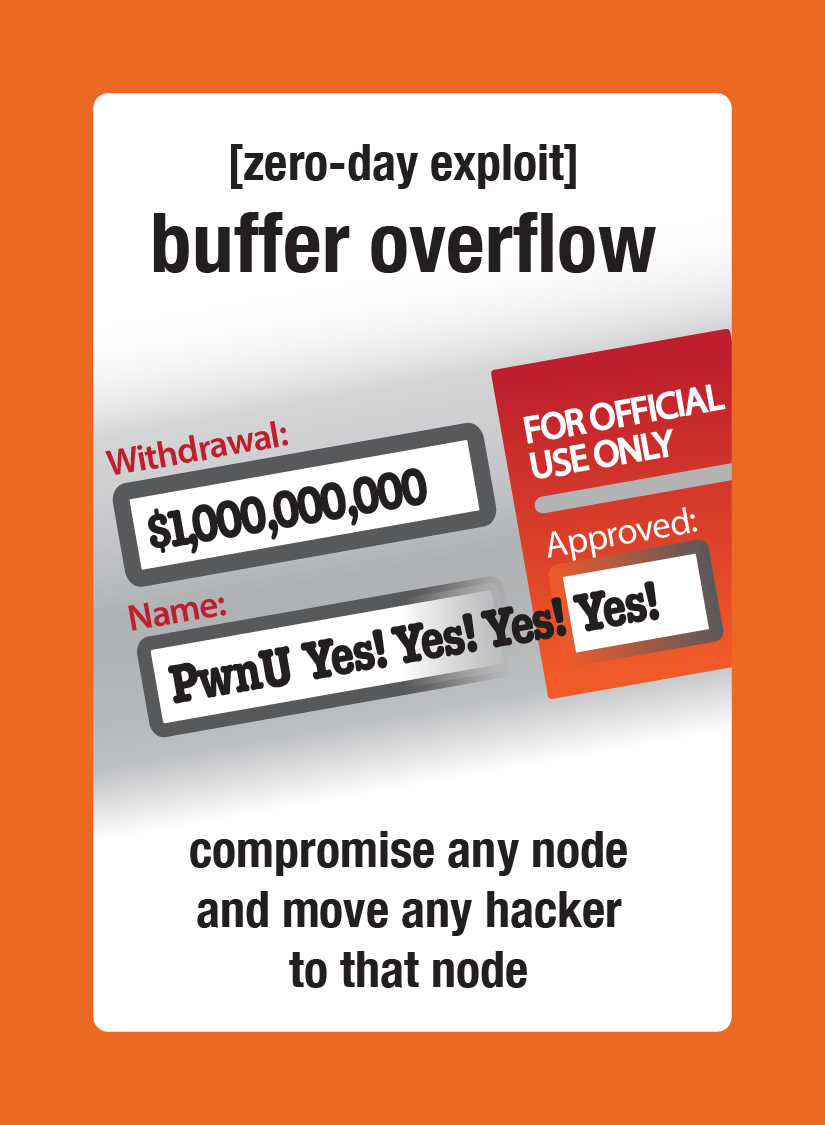 [zero-day exploit]
buffer overflow
Withdrawal:
$1,000,000,000
Name:
PwnU Yes! Yes! Yes! Yes!
FOR OFFICIAL
USE ONLY
Approved:
compromise any node
and move any hacker
to that node